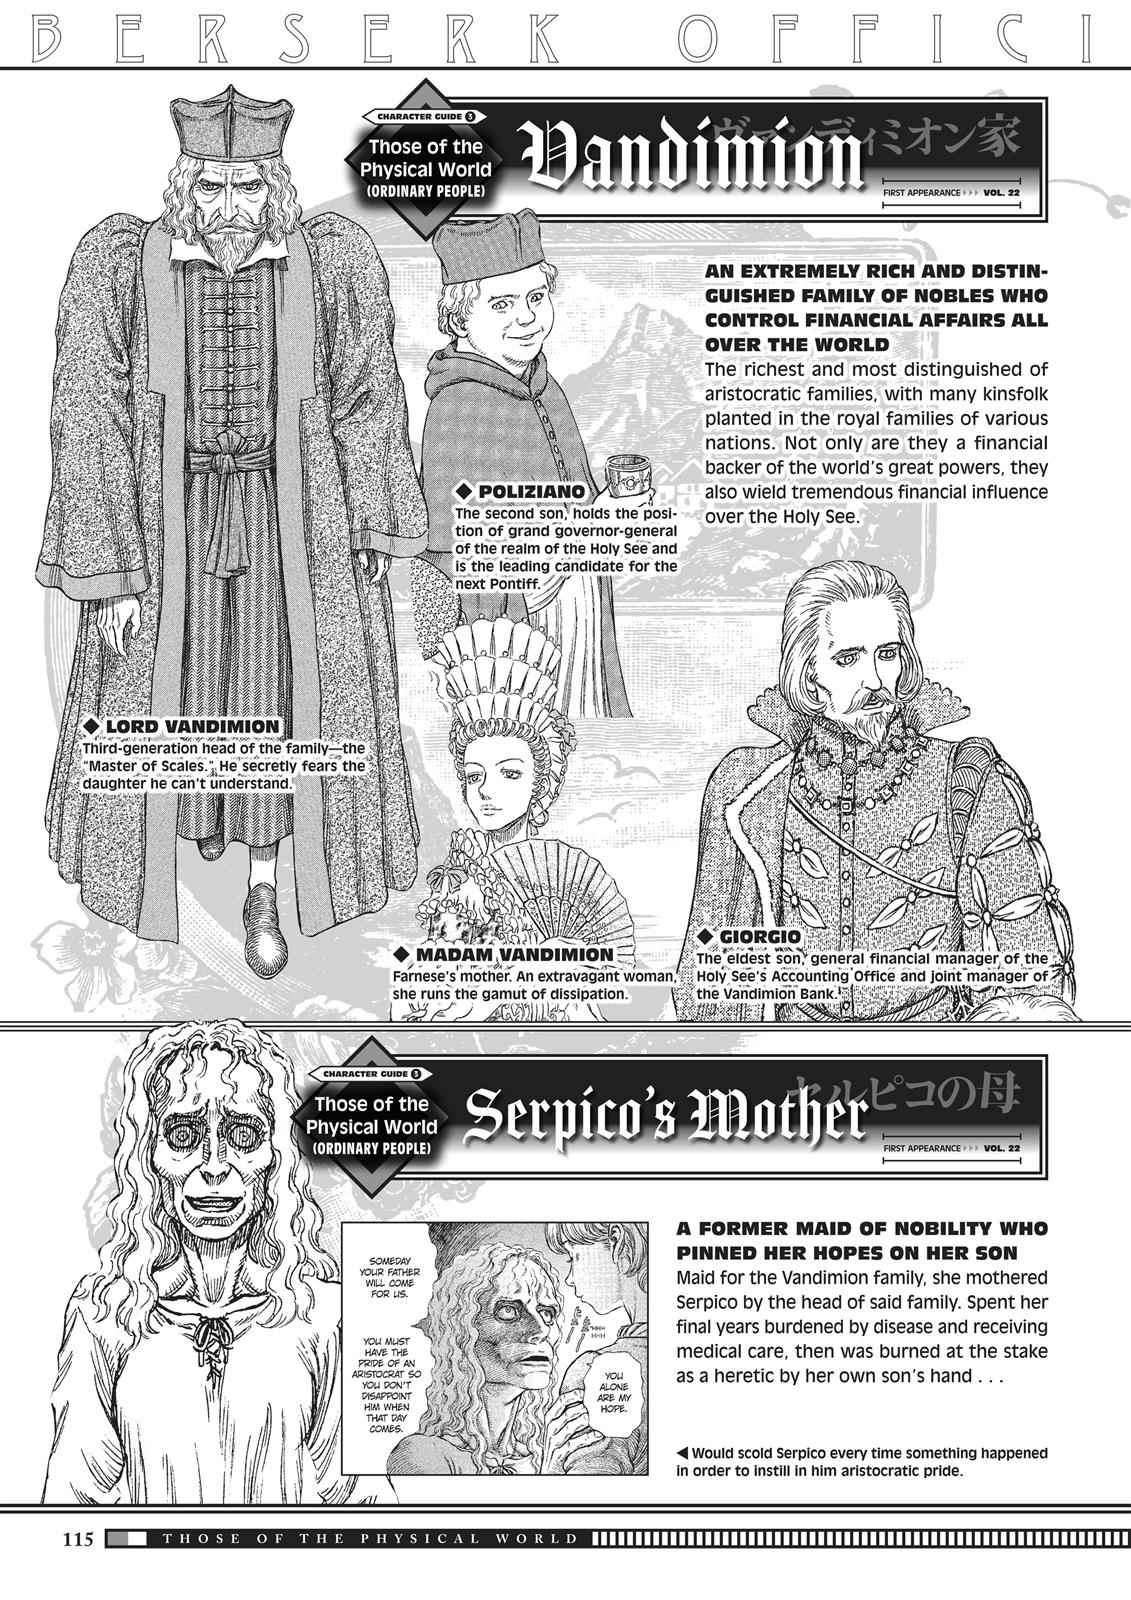 BERSERK OFFICI
CHARACTER GUIDE 3
Those of the
Physical World
(ORDINARY PEOPLE)
ヴァンディミオン家
Vandimion
FIRST APPEARANCE ▷▷▷ VOL. 22
AN EXTREMELY RICH AND DISTIN-
GUISHED FAMILY OF NOBLES WHO
CONTROL FINANCIAL AFFAIRS ALL
OVER THE WORLD
The richest and most distinguished of
aristocratic families, with many kinsfolk
planted in the royal families of various
nations. Not only are they a financial
backer of the world's great powers, they
also wield tremendous financial influence
over the Holy See.
◆ POLIZIANO
The second son, holds the posi-
tion of grand governor-general
of the realm of the Holy See and
is the leading candidate for the
next Pontiff.
◆ LORD VANDIMION
Third-generation head of the family—the
"Master of Scales." He secretly fears the
daughter he can't understand.
◆ MADAM VANDIMION
Farnese's mother. An extravagant woman,
she runs the gamut of dissipation.
◆ GIORGIO
The eldest son, general financial manager of the
Holy See's Accounting Office and joint manager of
the Vandimion Bank.
CHARACTER GUIDE 3
Those of the
Physical World
(ORDINARY PEOPLE)
セルピコの母
Serpico's Mother
FIRST APPEARANCE ▷▷▷ VOL. 22
A FORMER MAID OF NOBILITY WHO
PINNED HER HOPES ON HER SON
Maid for the Vandimion family, she mothered
Serpico by the head of said family. Spent her
final years burdened by disease and receiving
medical care, then was burned at the stake
as a heretic by her own son's hand . . .
SOMEDAY
YOUR FATHER
WILL COME
FOR US.
YOU MUST
HAVE THE
PRIDE OF AN
ARISTOCRAT SO
YOU DON'T
DISAPPOINT
HIM WHEN
THAT DAY
COMES.
YOU
ALONE
ARE MY
HOPE.
◀ Would scold Serpico every time something happened
in order to instill in him aristocratic pride.
115 THOSE OF THE PHYSICAL WORLD